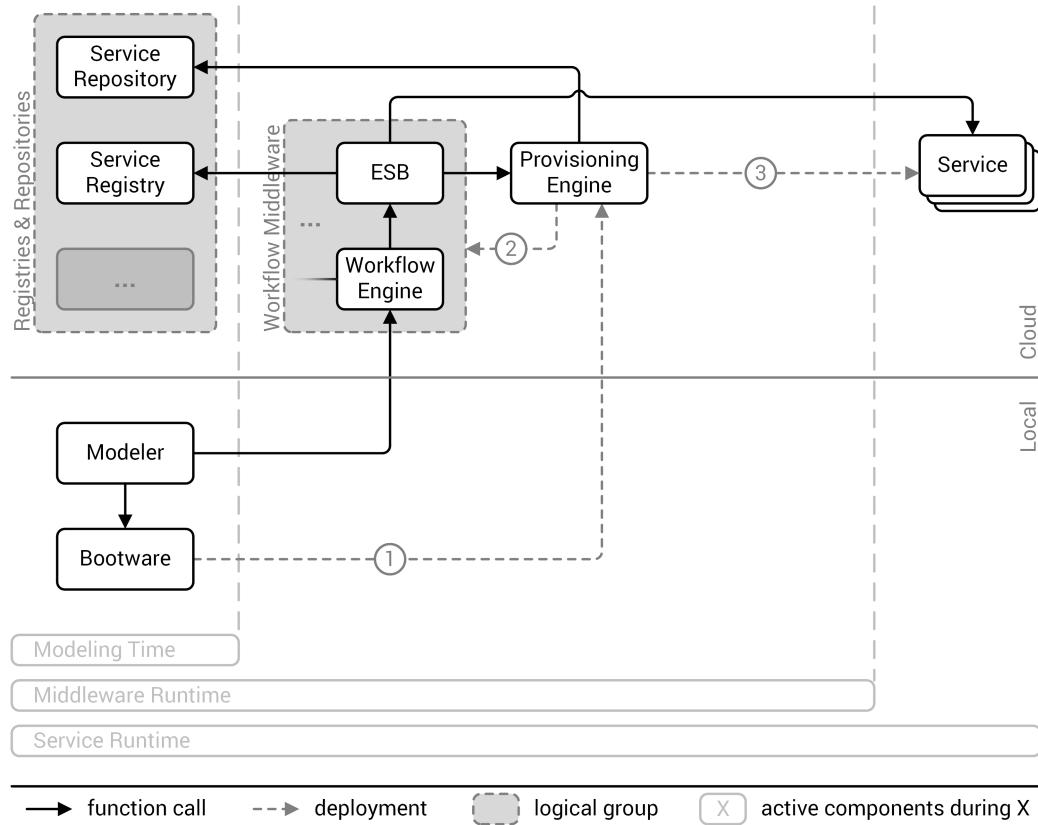 Service
Repository
Service
Registry
...
Registries & Repositories
Workflow Middleware
ESB
...
Workflow
Engine
Provisioning
Engine
2
3
Service
Cloud
Local
Modeler
Bootware
1
Modeling Time
Middleware Runtime
Service Runtime
function call
deployment
logical group
X
active components during X